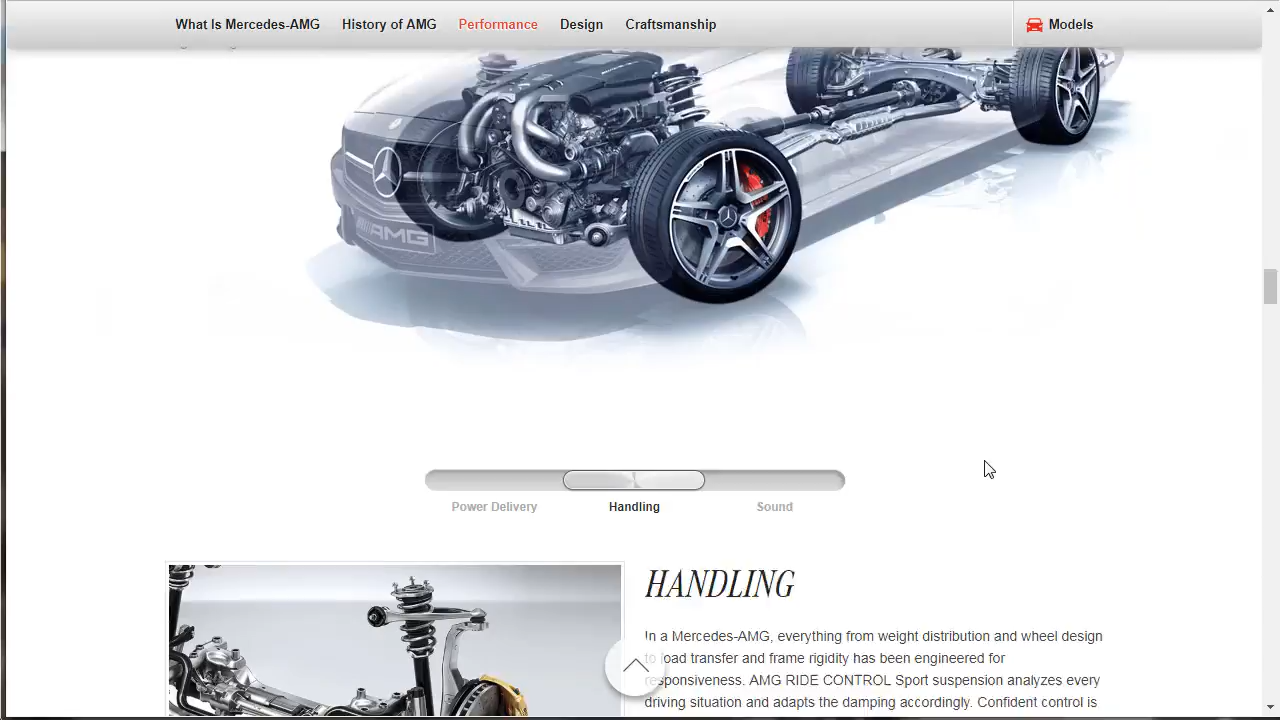 What Is Mercedes-AMG History of AMG Performance Design Craftsmanship Models
AMG
Power Delivery Handling Sound
HANDLING
In a Mercedes-AMG, everything from weight distribution and wheel design
to load transfer and frame rigidity has been engineered for
responsiveness. AMG RIDE CONTROL Sport suspension analyzes every
driving situation and adapts the damping accordingly. Confident control is